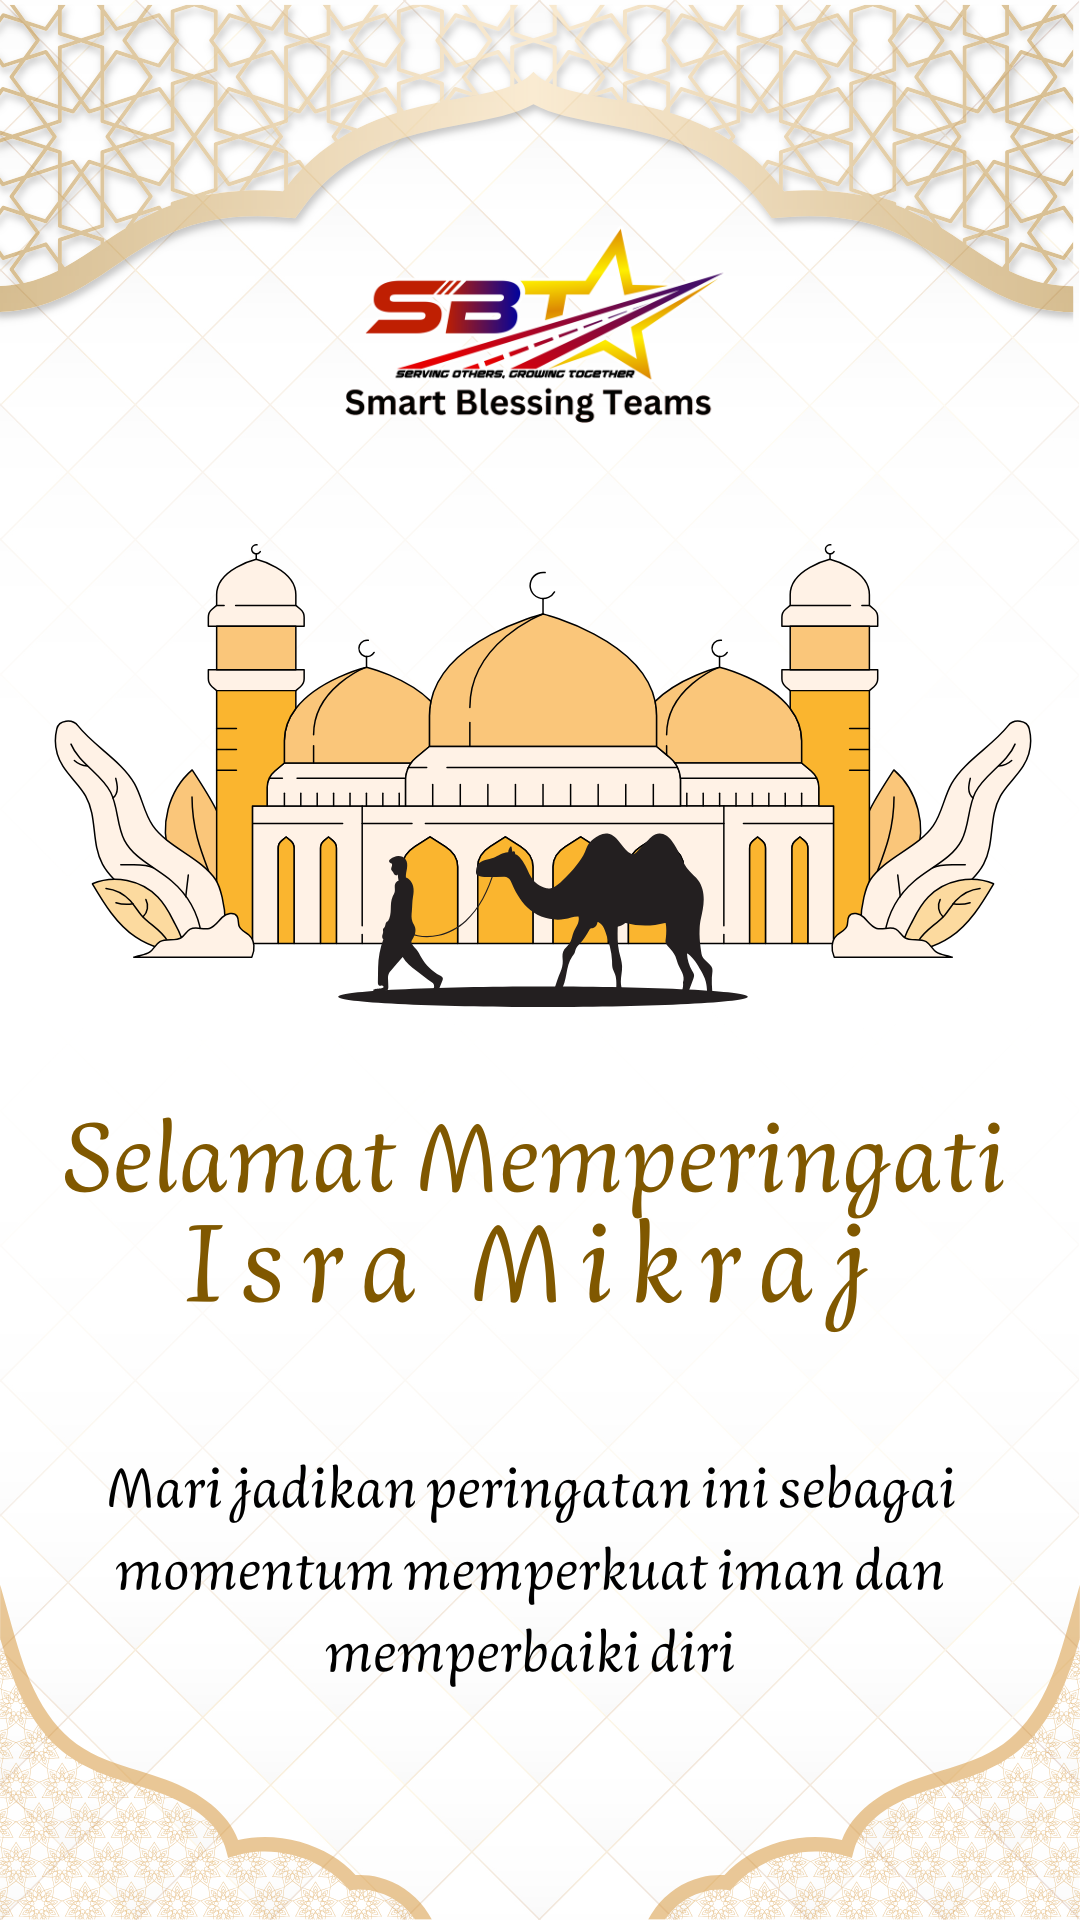 SBT
SERVING OTHERS, GROWING TOGETHER
Smart Blessing Teams
Selamat Memperingati
Isra Mikraj
Mari jadikan peringatan ini sebagai
momentum memperkuat iman dan
memperbaiki diri